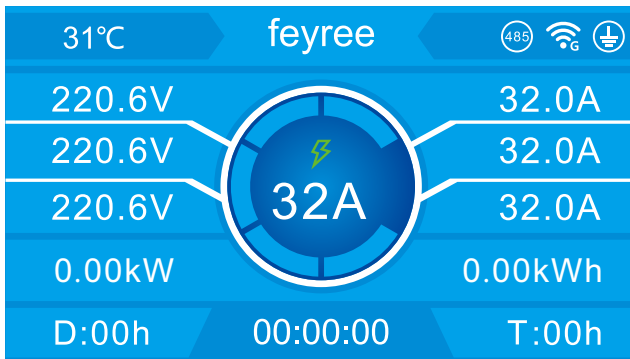 31℃ feyree 485 G
220.6V 32.0A
220.6V 32.0A
32A
220.6V 32.0A
0.00kW 0.00kWh
D:00h 00:00:00 T:00h